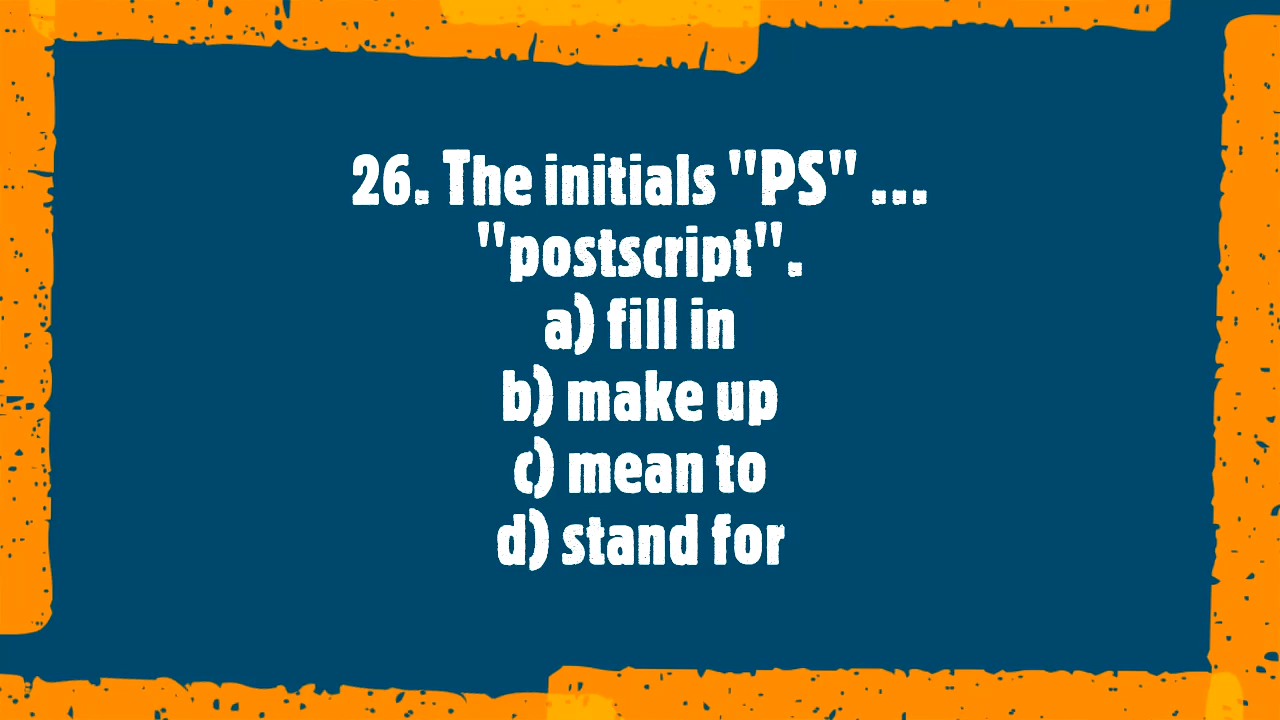 26. The initials "PS" ...
"postscript".
a) fill in
b) make up
c) mean to
d) stand for